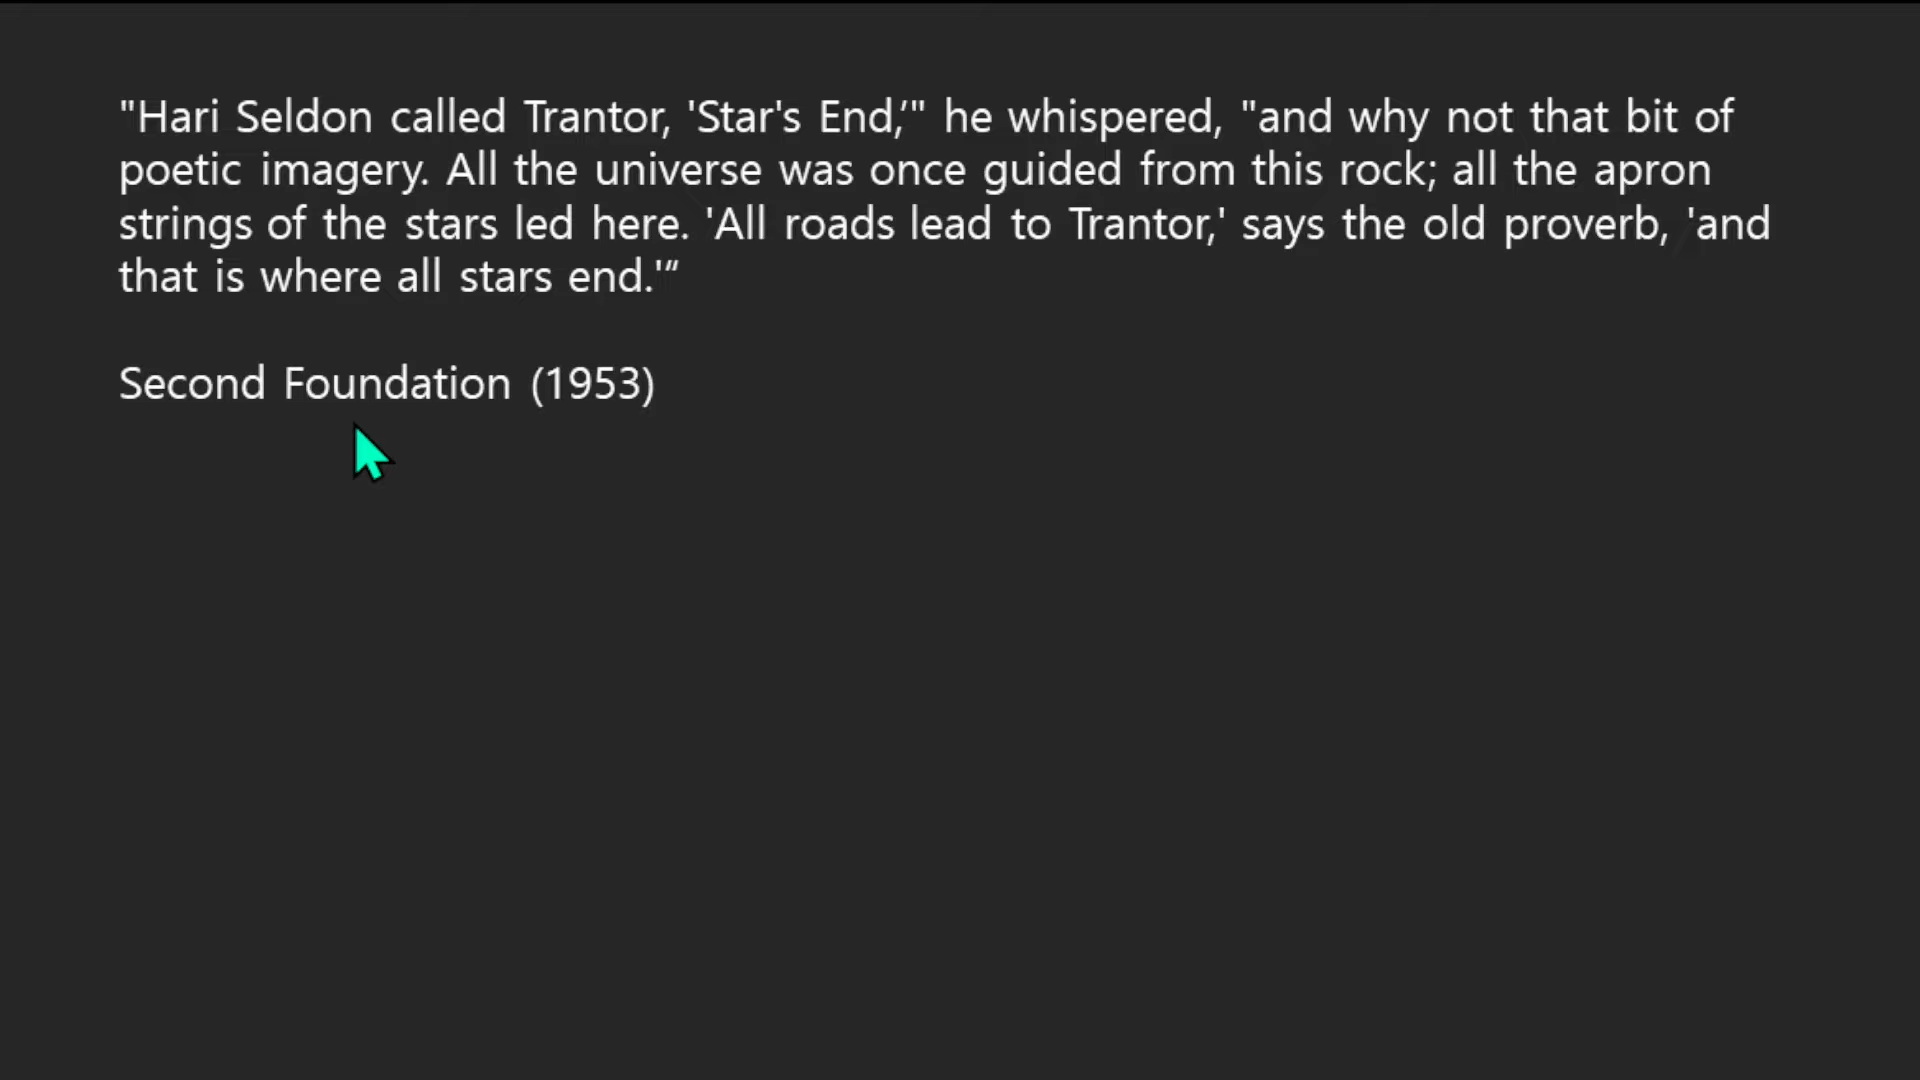 "Hari Seldon called Trantor, 'Star's End,’" he whispered, "and why not that bit of
poetic imagery. All the universe was once guided from this rock; all the apron
strings of the stars led here. 'All roads lead to Trantor,' says the old proverb, 'and
that is where all stars end.'“
Second Foundation (1953)